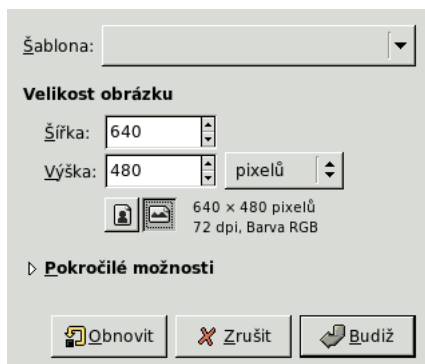 Šablona:
Velikost obrázku
Šířka: 640
Výška: 480 pixelů
640 × 480 pixelů
72 dpi, Barva RGB
Pokročilé možnosti
Obnovit Zrušit Budiž